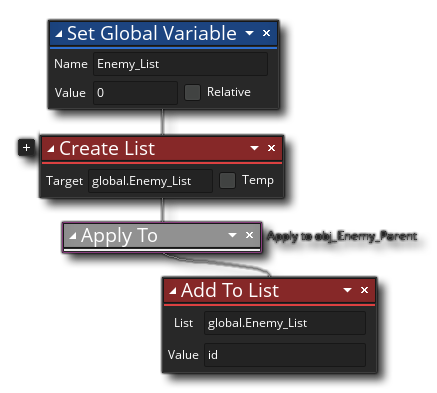 Set Global Variable
Name Enemy_List
Value 0 Relative
Create List
Target global.Enemy_List Temp
Apply To Apply to obj_Enemy_Parent
Add To List
List global.Enemy_List
Value id